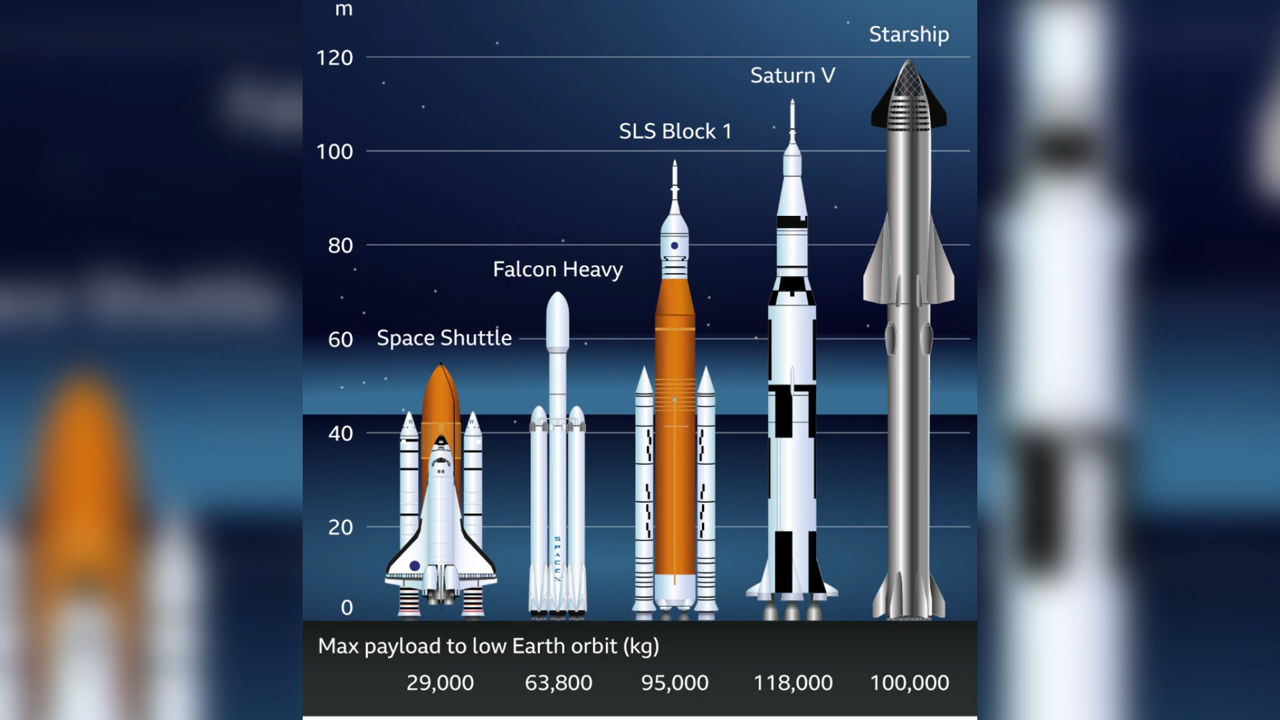 m
Starship
120
Saturn V
SLS Block 1
100
80
Falcon Heavy
Space Shuttle
60
40
20
SPACEX
0
Max payload to low Earth orbit (kg)
29,000 63,800 95,000 118,000 100,000